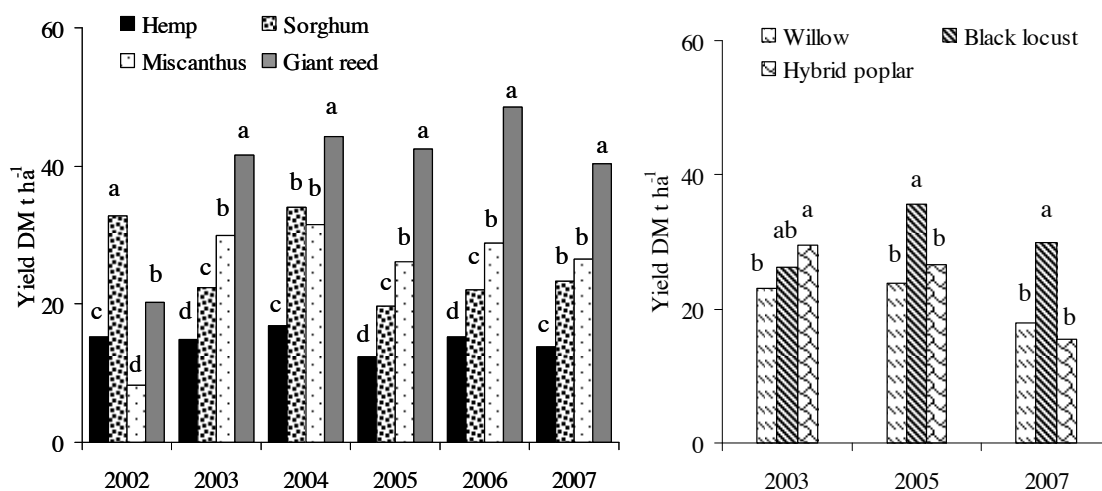 Hemp Sorghum
Miscanthus Giant reed
Yield DM t ha-1
60
40
20
0
c a d b
d c b a
c b b a
d c b a
d c b a
c b b a
2002 2003 2004 2005 2006 2007
Willow Black locust
Hybrid poplar
Yield DM t ha-1
60
40
20
0
b ab a
b a b
b a b
2003 2005 2007